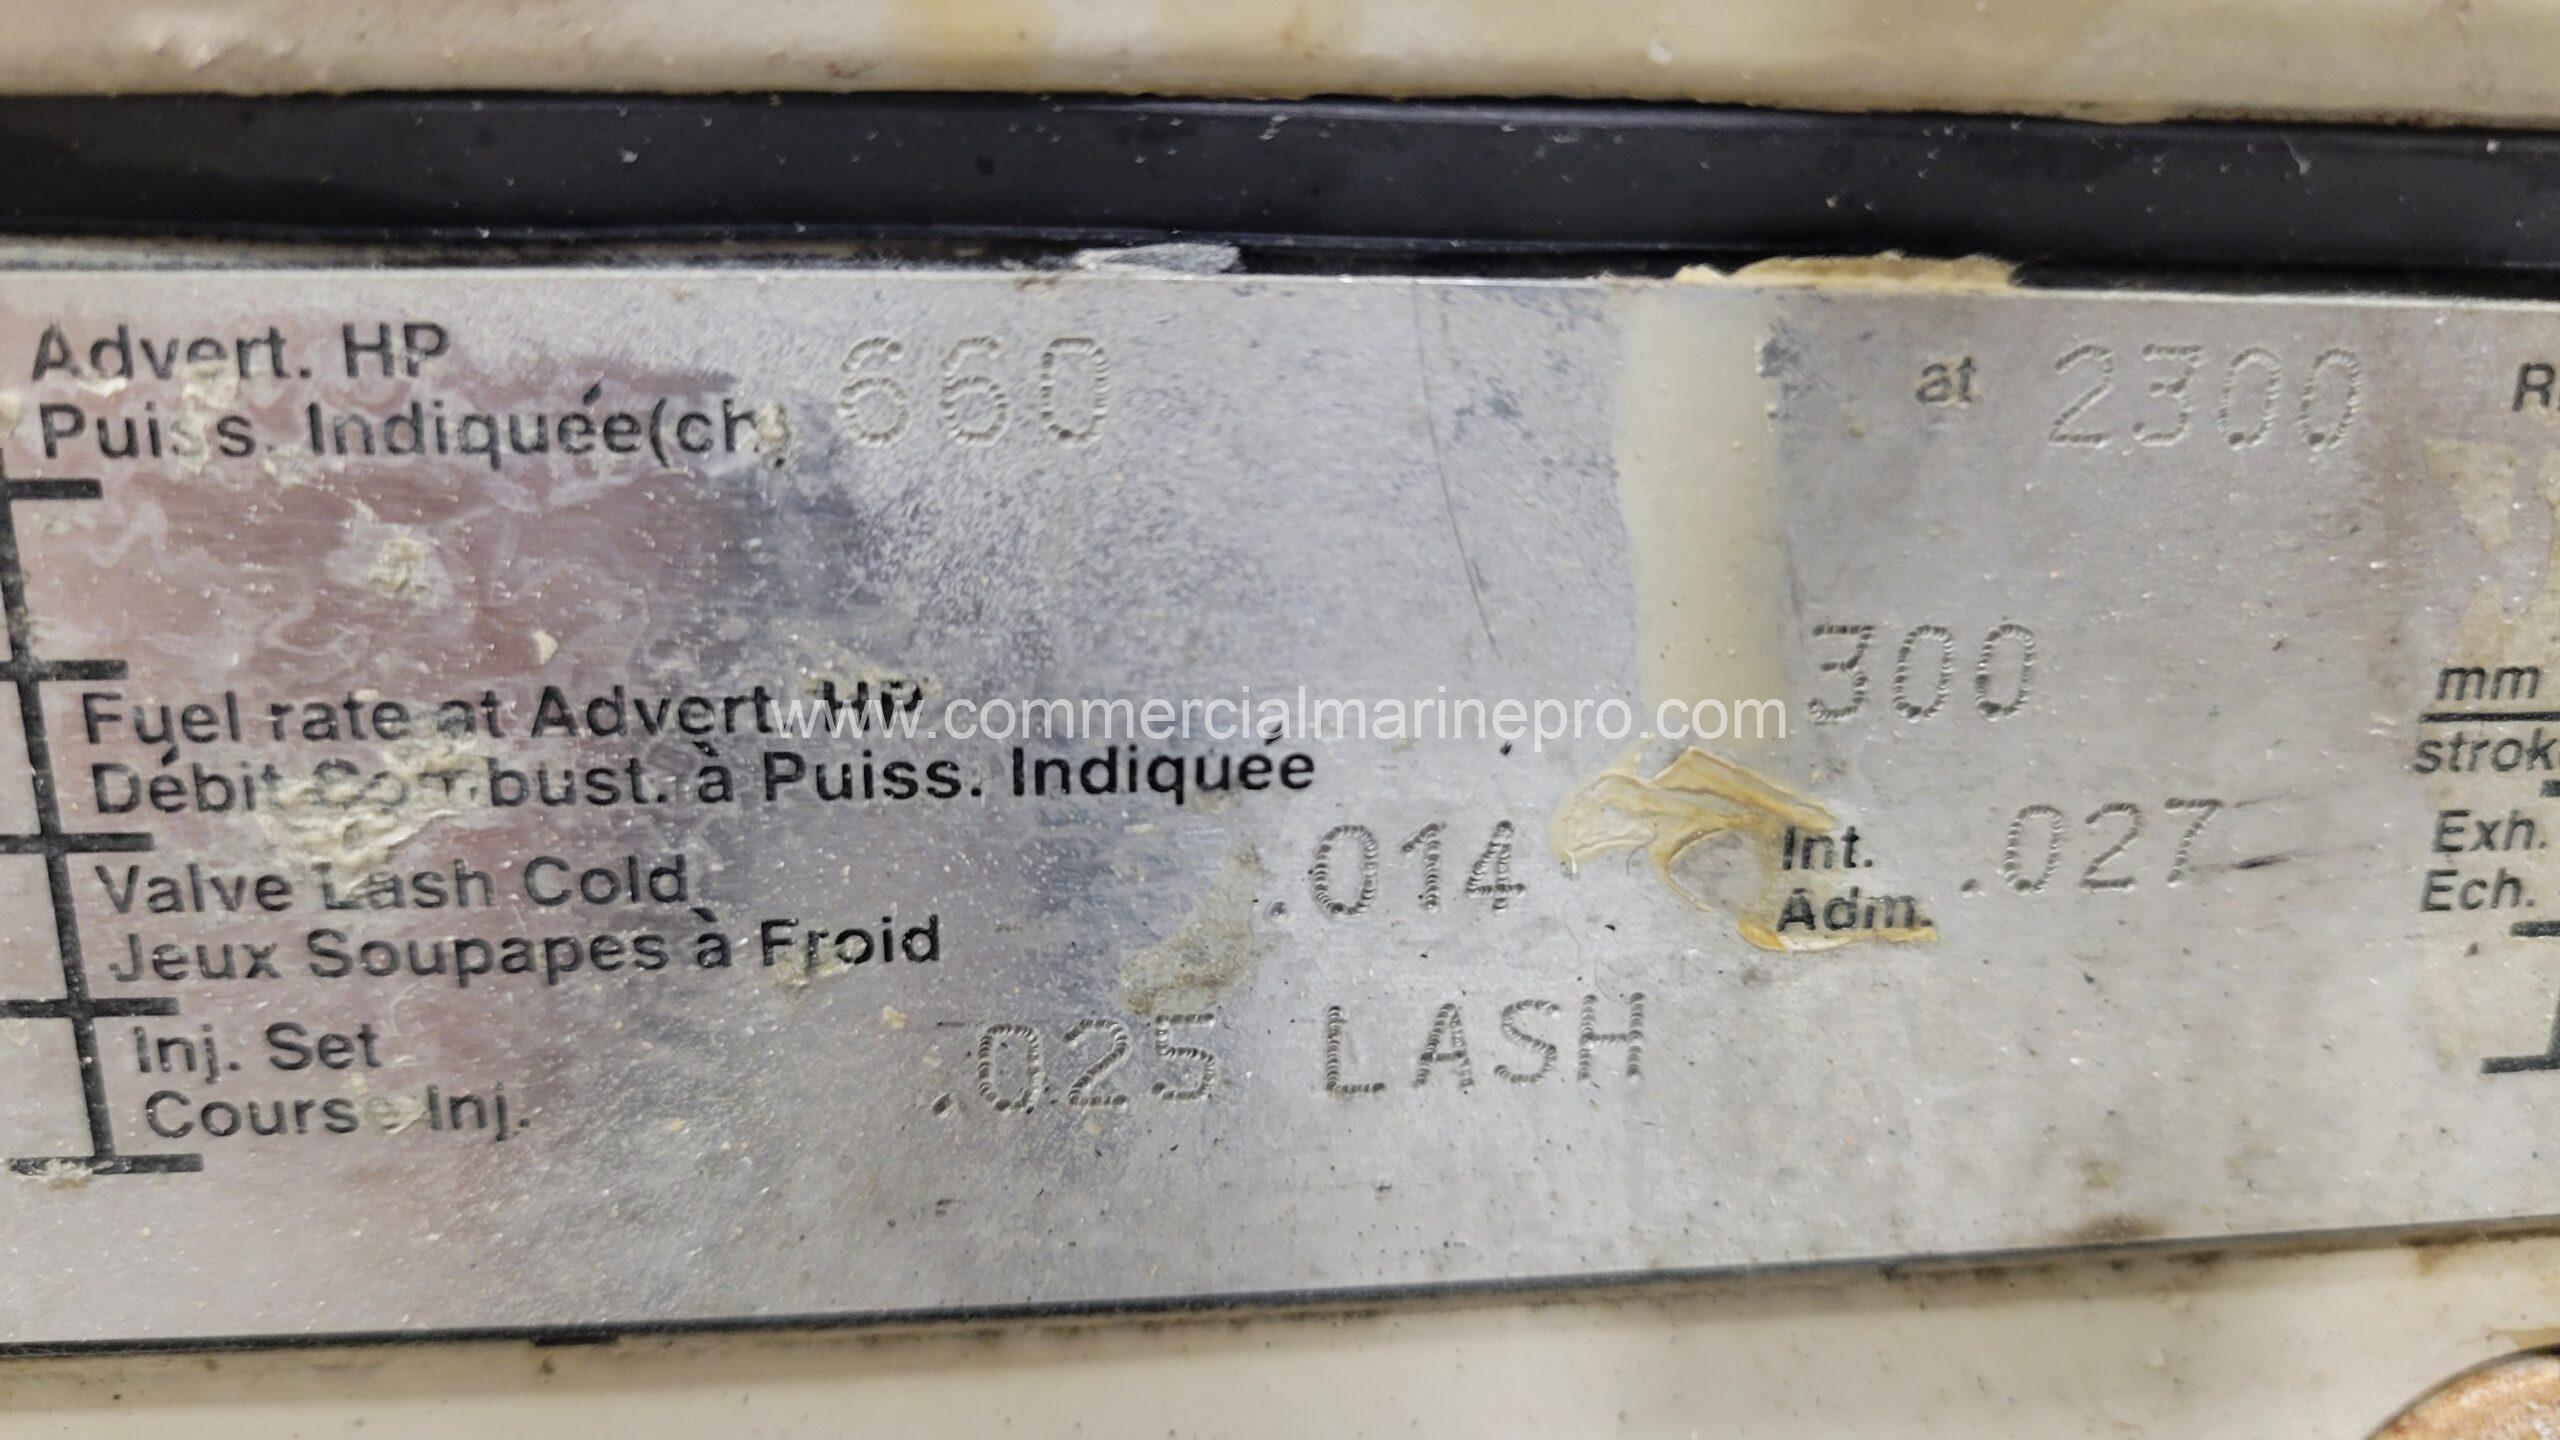 Advert. HP 660 at 2300
Puiss. Indiquée(ch)
Fuel rate at Advert. HP 300 mm
Débit Combust. à Puiss. Indiquée
Valve Lash Cold .014 Int. .027 Exh.
Jeux Soupapes à Froid Adm. Ech.
Inj. Set .025 LASH
Course Inj.
www.commercialmarinepro.com